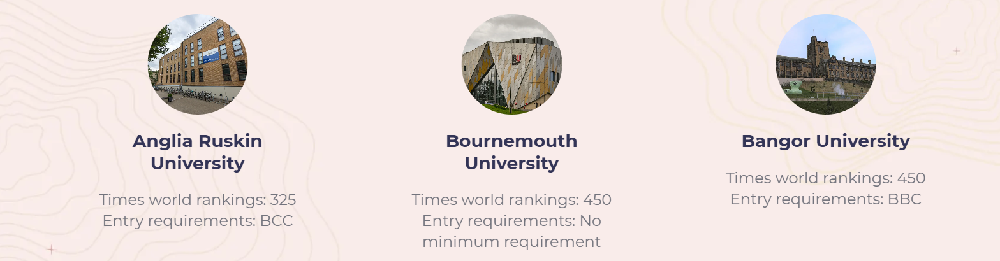 Anglia Ruskin
University
Times world rankings: 325
Entry requirements: BCC
BU
Bournemouth
University
Times world rankings: 450
Entry requirements: No
minimum requirement
Bangor University
Times world rankings: 450
Entry requirements: BBC